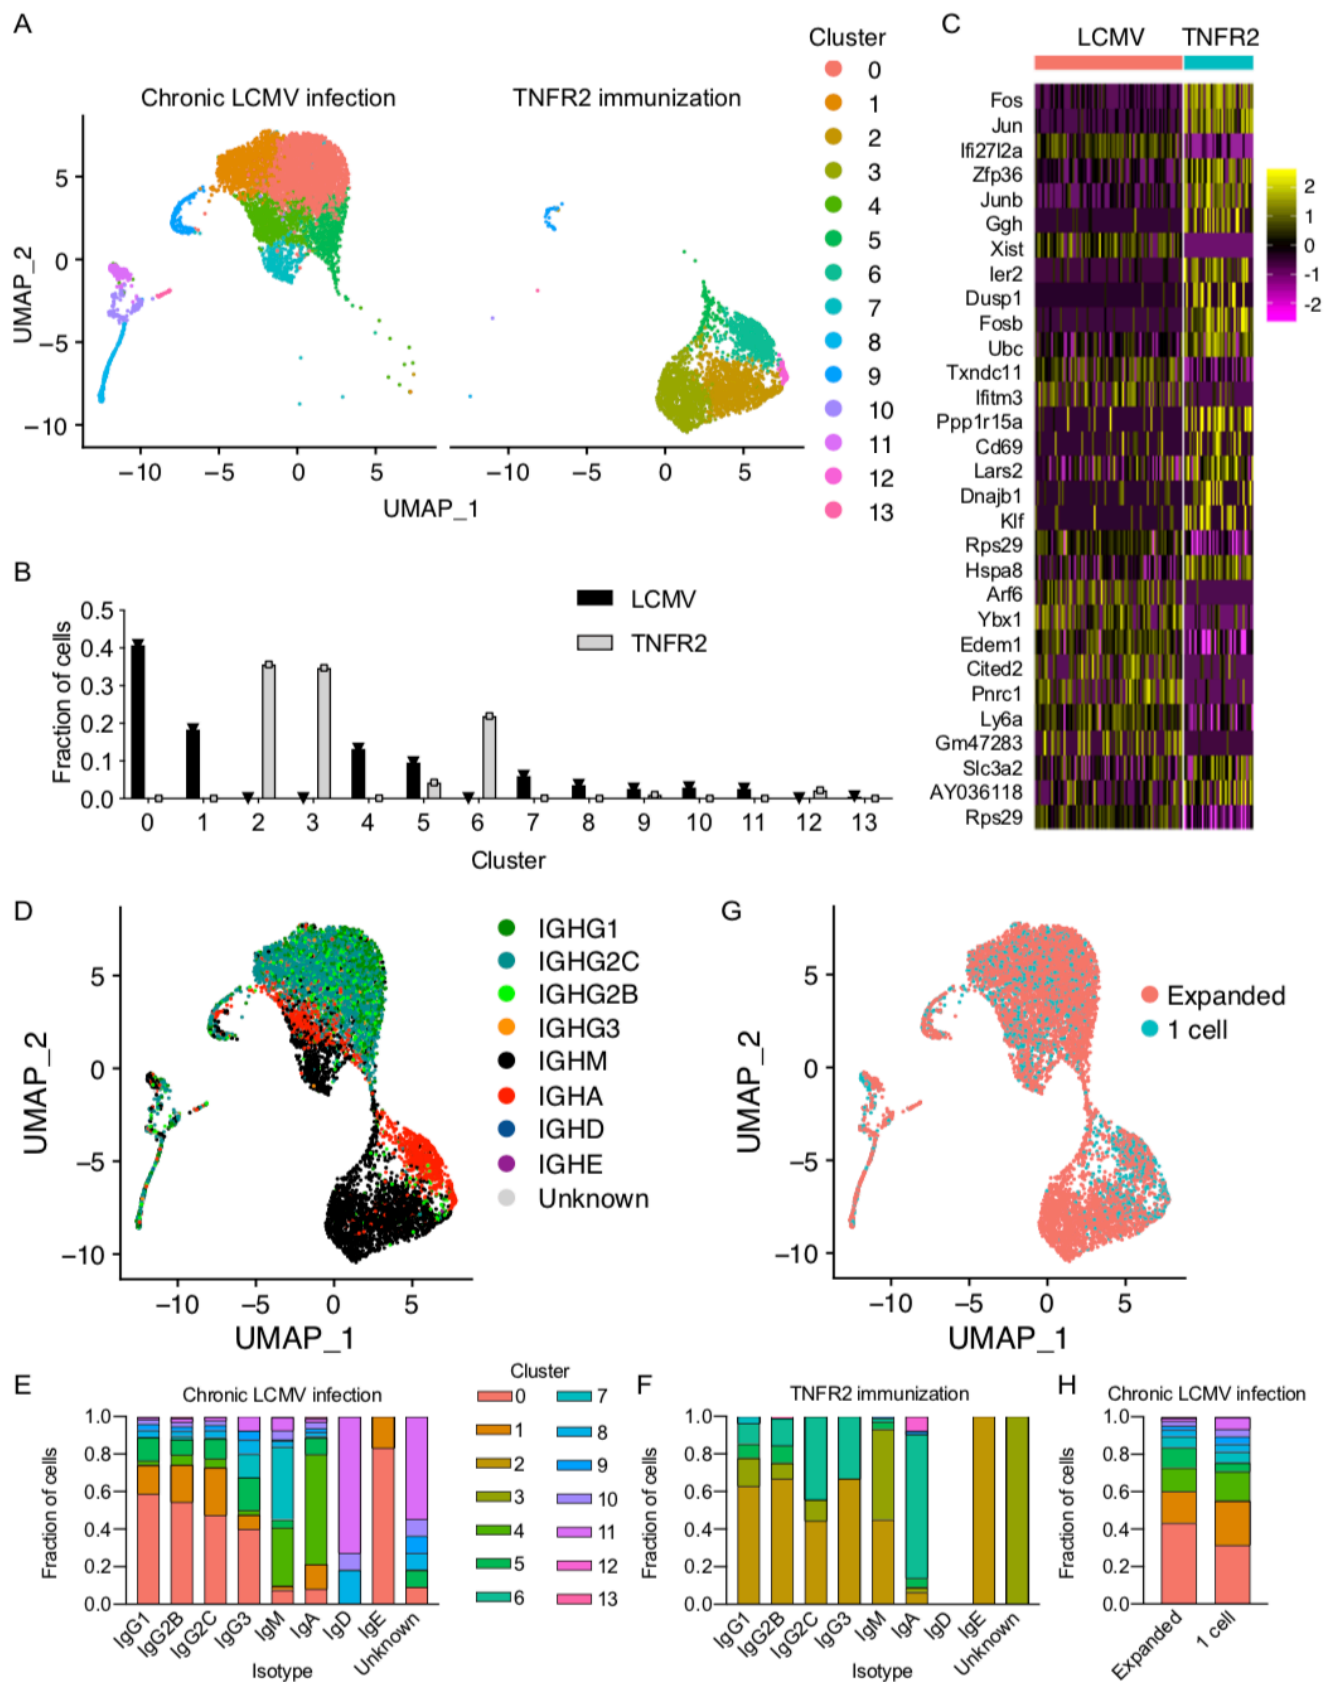 A
Chronic LCMV infection
TNFR2 immunization
Cluster
0
1
2
3
4
5
6
7
8
9
10
11
12
13
UMAP_2
5
0
−5
−10
−10 −5 0 5
−10 −5 0 5
UMAP_1
C
LCMV TNFR2
Fos
Jun
Ifi27l2a
Zfp36
Junb
Ggh
Xist
Ier2
Dusp1
Fosb
Ubc
Txndc11
Ifitm3
Ppp1r15a
Cd69
Lars2
Dnajb1
Klf
Rps29
Hspa8
Arf6
Ybx1
Edem1
Cited2
Pnrc1
Ly6a
Gm47283
Slc3a2
AY036118
Rps29
2
1
0
-1
-2
B
LCMV
TNFR2
Fraction of cells
0.5
0.4
0.3
0.2
0.1
0.0
0 1 2 3 4 5 6 7 8 9 10 11 12 13
Cluster
D
UMAP_2
5
0
−5
−10
−10 −5 0 5
UMAP_1
IGHG1
IGHG2C
IGHG2B
IGHG3
IGHM
IGHA
IGHD
IGHE
Unknown
G
UMAP_2
5
0
−5
−10
−10 −5 0 5
UMAP_1
Expanded
1 cell
E
Chronic LCMV infection
Fraction of cells
1.0
0.8
0.6
0.4
0.2
0.0
IgG1
IgG2B
IgG2C
IgG3
IgM
IgA
IgD
IgE
Unknown
Isotype
Cluster
0
1
2
3
4
5
6
7
8
9
10
11
12
13
F
TNFR2 immunization
Fraction of cells
1.0
0.8
0.6
0.4
0.2
0.0
IgG1
IgG2B
IgG2C
IgG3
IgM
IgA
IgD
IgE
Unknown
Isotype
H
Chronic LCMV infection
Fraction of cells
1.0
0.8
0.6
0.4
0.2
0.0
Expanded
1 cell